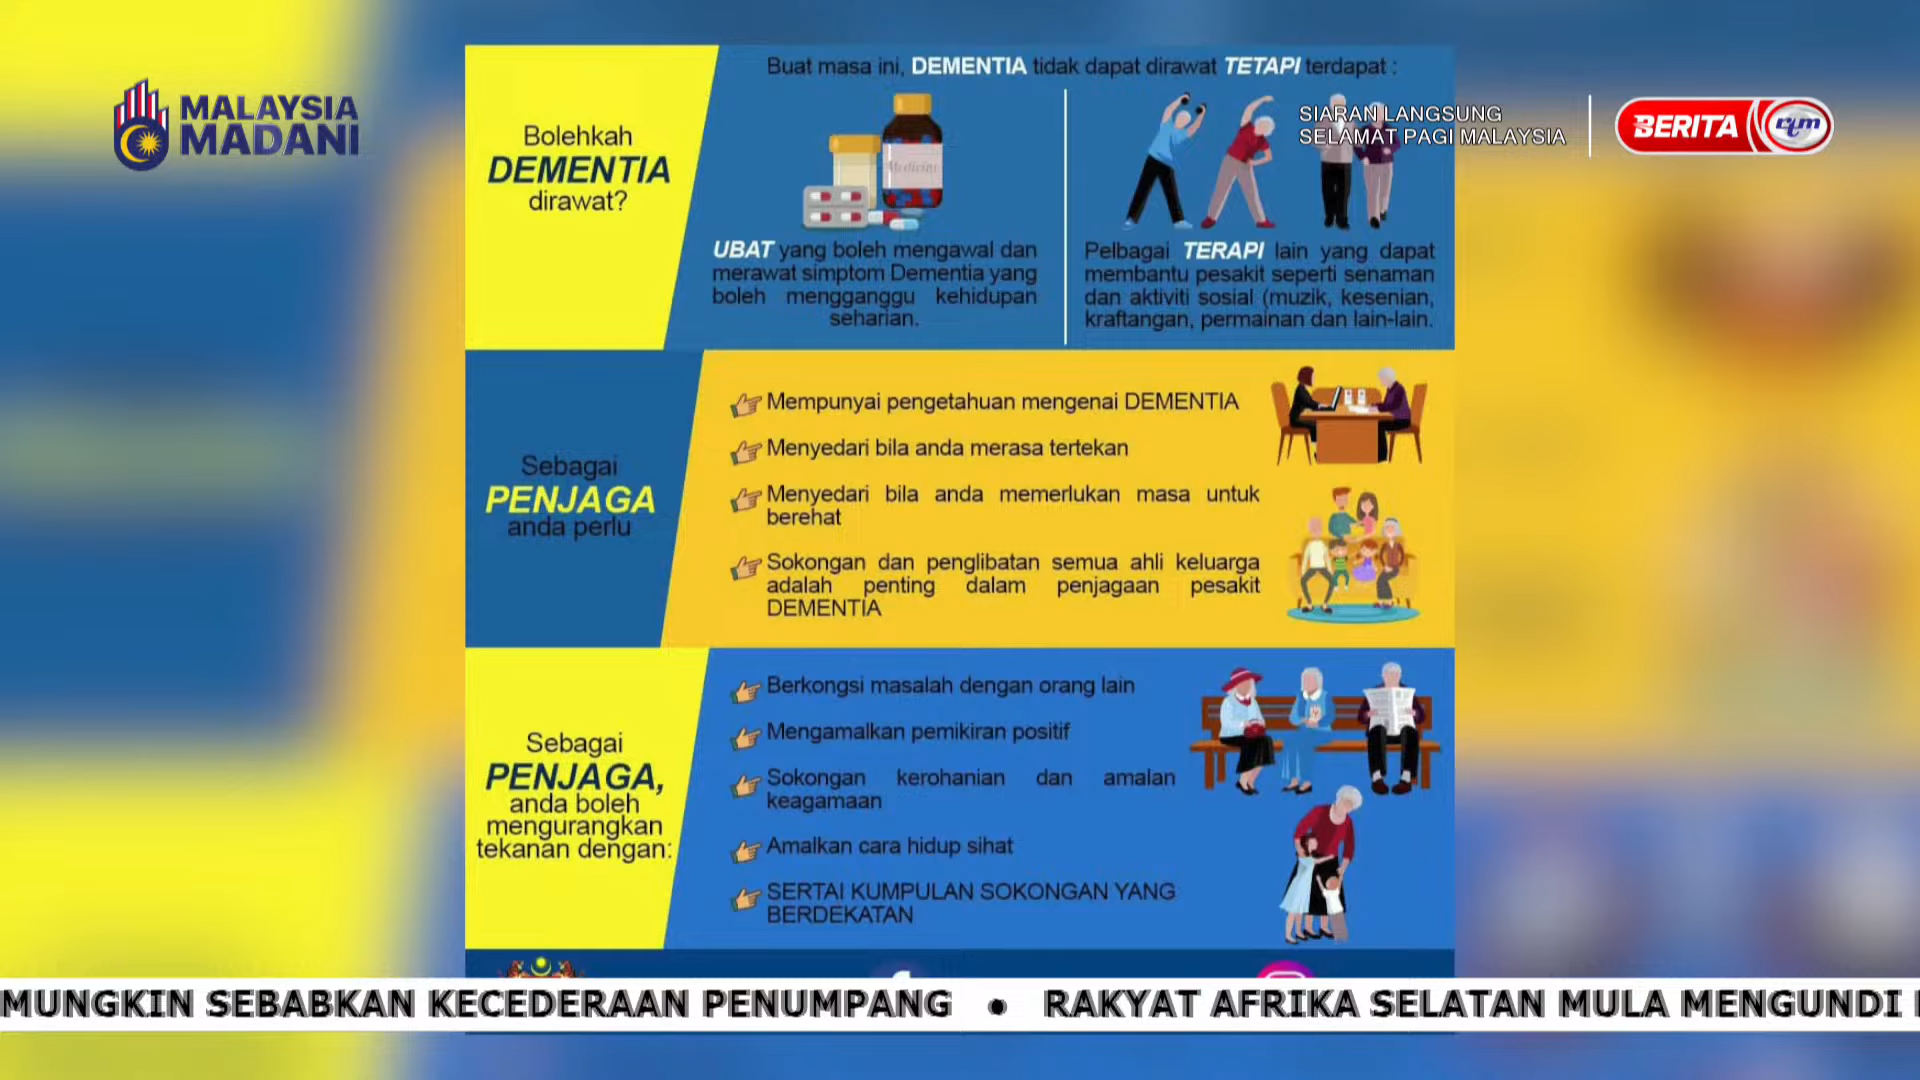 MALAYSIA
MADANI
SIARAN LANGSUNG
SELAMAT PAGI MALAYSIA
BERITA rtm
Bolehkah
DEMENTIA
dirawat?
Buat masa ini, DEMENTIA tidak dapat dirawat TETAPI terdapat :
Medicine
UBAT yang boleh mengawal dan
merawat simptom Dementia yang
boleh mengganggu kehidupan
seharian.
Pelbagai TERAPI lain yang dapat
membantu pesakit seperti senaman
dan aktiviti sosial (muzik, kesenian,
kraftangan, permainan dan lain-lain.
Sebagai
PENJAGA
anda perlu
Mempunyai pengetahuan mengenai DEMENTIA
Menyedari bila anda merasa tertekan
Menyedari bila anda memerlukan masa untuk
berehat
Sokongan dan penglibatan semua ahli keluarga
adalah penting dalam penjagaan pesakit
DEMENTIA
Sebagai
PENJAGA,
anda boleh
mengurangkan
tekanan dengan:
Berkongsi masalah dengan orang lain
Mengamalkan pemikiran positif
Sokongan kerohanian dan amalan
keagamaan
Amalkan cara hidup sihat
SERTAI KUMPULAN SOKONGAN YANG
BERDEKATAN
MUNGKIN SEBABKAN KECEDERAAN PENUMPANG • RAKYAT AFRIKA SELATAN MULA MENGUNDI